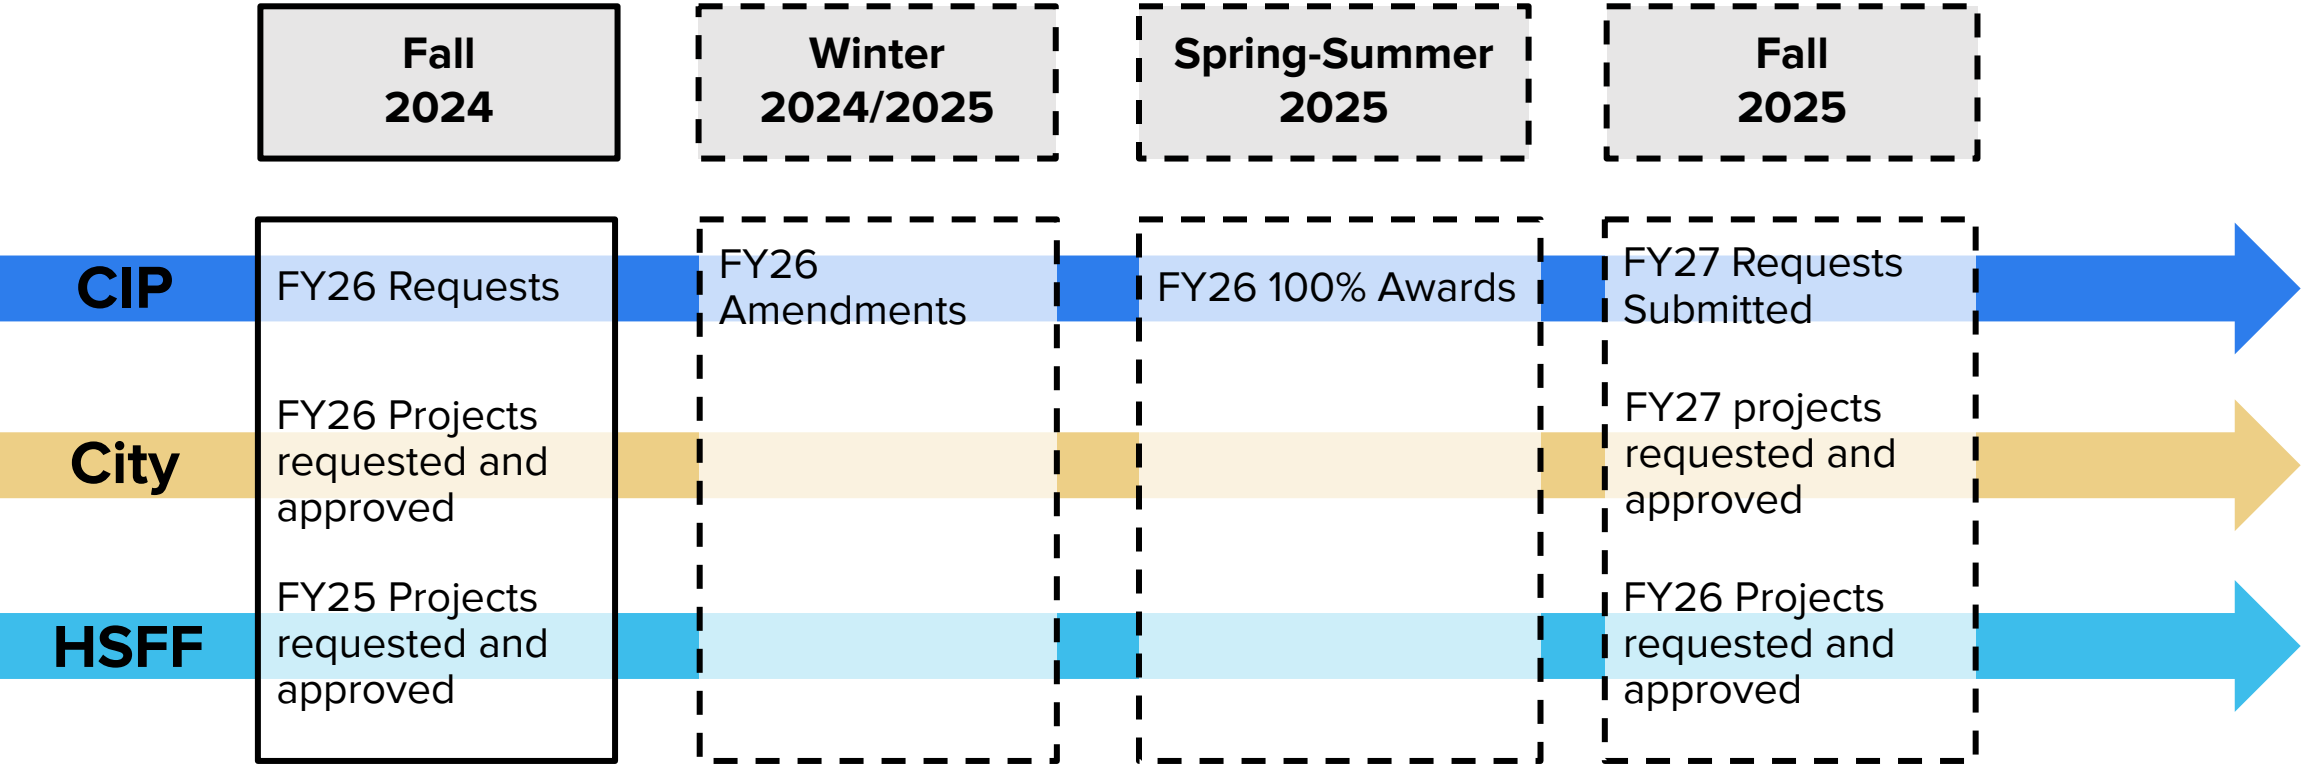 Fall
2024
Winter
2024/2025
Spring-Summer
2025
Fall
2025
CIP
FY26 Requests
FY26
Amendments
FY26 100% Awards
FY27 Requests
Submitted
City
FY26 Projects
requested and
approved
FY27 projects
requested and
approved
HSFF
FY25 Projects
requested and
approved
FY26 Projects
requested and
approved